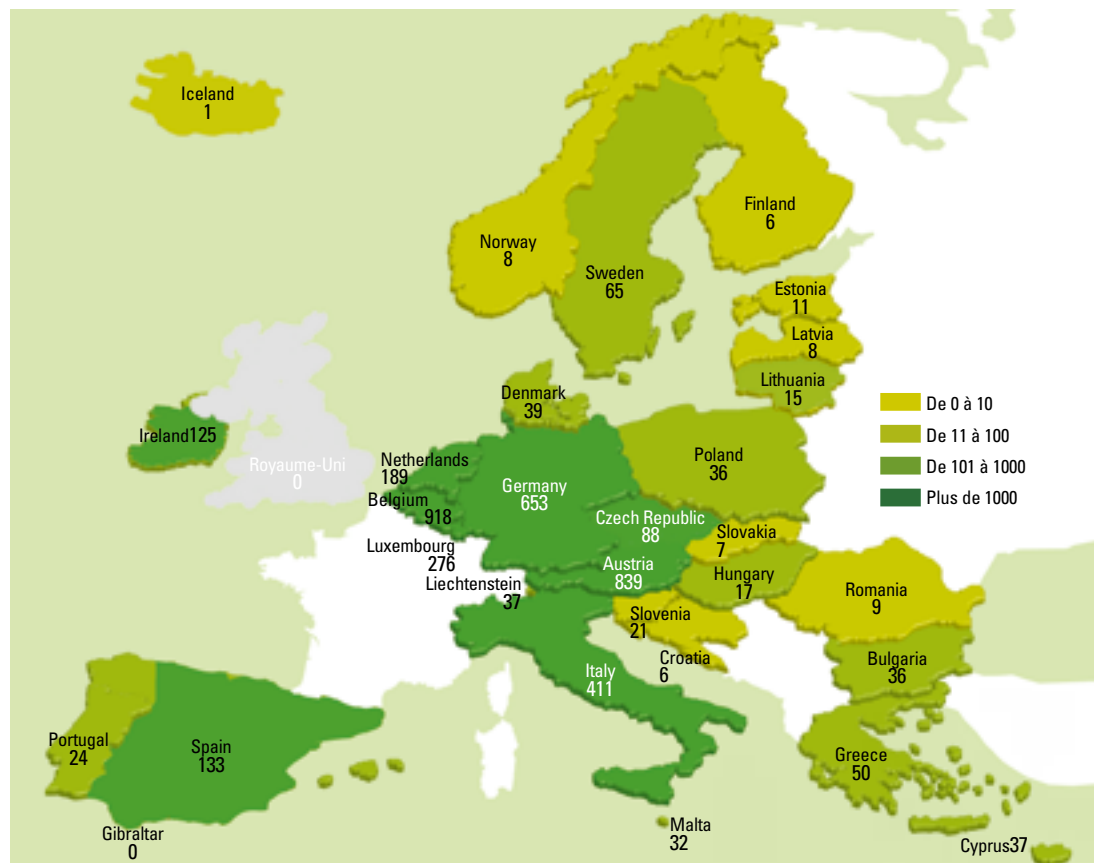 Iceland
1
Finland
6
Norway
8
Sweden
65
Estonia
11
Latvia
8
Lithuania
15
Denmark
39
De 0 à 10
De 11 à 100
De 101 à 1000
Plus de 1000
Ireland125
Royaume-Uni
0
Netherlands
189
Belgium
918
Germany
653
Poland
36
Czech Republic
88
Luxembourg
276
Slovakia
7
Austria
839
Liechtenstein
37
Hungary
17
Romania
9
Slovenia
21
Croatia
6
Italy
411
Bulgaria
36
Portugal
24
Spain
133
Greece
50
Gibraltar
0
Malta
32
Cyprus37